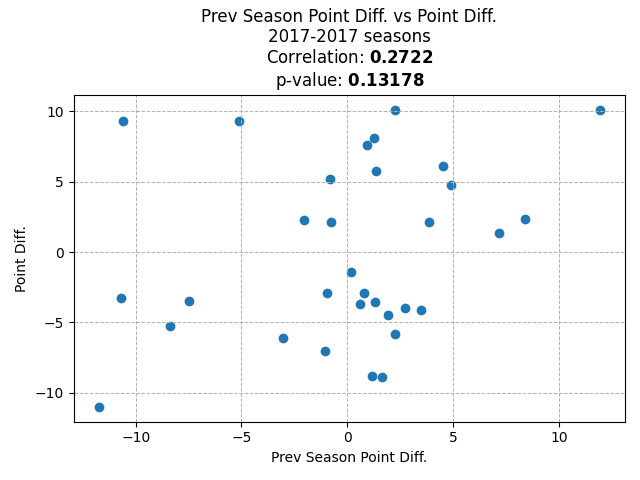 Prev Season Point Diff. vs Point Diff.
2017-2017 seasons
Correlation: 0.2722
p-value: 0.13178
10
5
0
−5
−10
Point Diff.
−10
−5
0
5
10
Prev Season Point Diff.